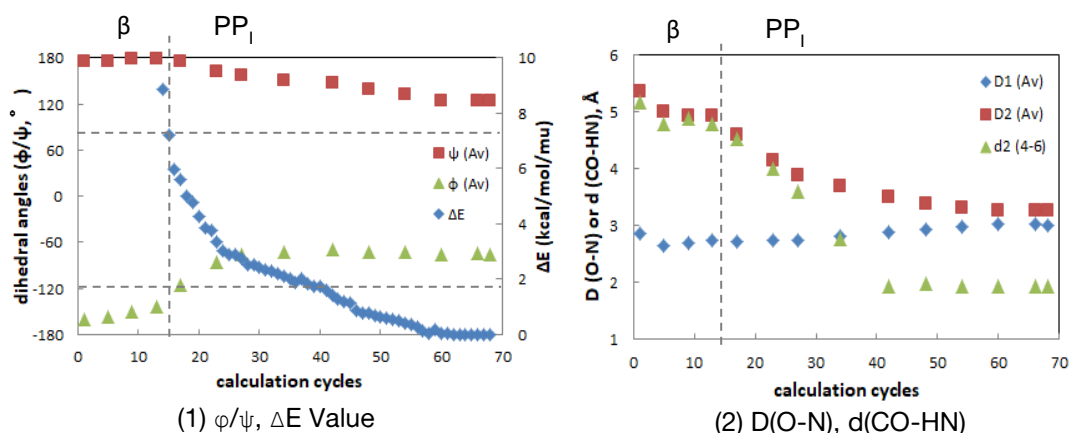 β PP_I
180
120
60
0
-60
-120
-180
dihedral angles (ϕ/ψ, °)
10
8
6
4
2
0
ΔE (kcal/mol/mu)
ψ (Av)
ϕ (Av)
ΔE
0 10 20 30 40 50 60 70
calculation cycles
(1) φ/ψ, ΔE Value
β PP_I
6
5
4
3
2
1
D (O-N) or d (CO-HN), Å
D1 (Av)
D2 (Av)
d2 (4-6)
0 10 20 30 40 50 60 70
calculation cycles
(2) D(O-N), d(CO-HN)